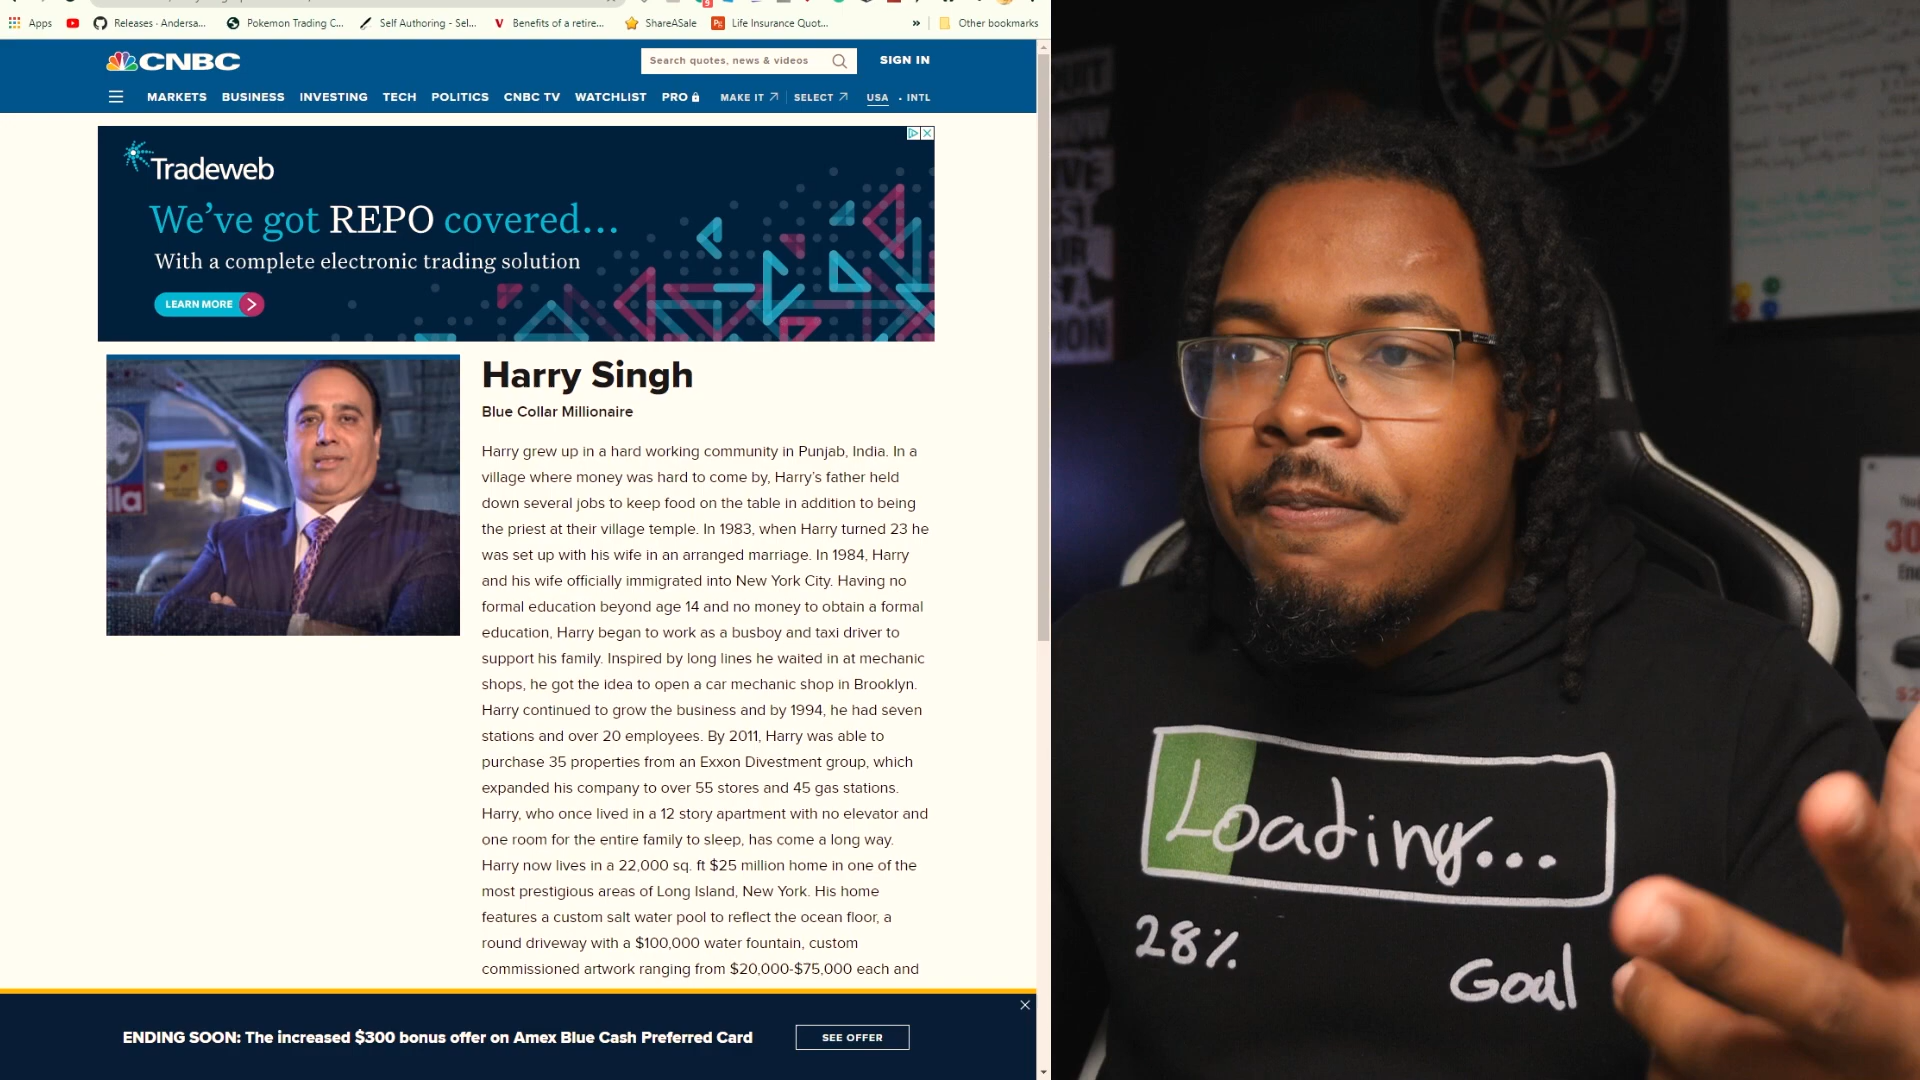 Apps
Releases - Andersa...
Pokemon Trading C...
Self Authoring - Sel...
Benefits of a retire...
ShareASale
Life Insurance Quot...
»
Other bookmarks
CNBC
Search quotes, news & videos
SIGN IN
MARKETS BUSINESS INVESTING TECH POLITICS CNBC TV WATCHLIST PRO MAKE IT SELECT USA • INTL
Tradeweb
We've got REPO covered...
With a complete electronic trading solution
LEARN MORE
Harry Singh
Blue Collar Millionaire
Harry grew up in a hard working community in Punjab, India. In a
village where money was hard to come by, Harry's father held
down several jobs to keep food on the table in addition to being
the priest at their village temple. In 1983, when Harry turned 23 he
was set up with his wife in an arranged marriage. In 1984, Harry
and his wife officially immigrated into New York City. Having no
formal education beyond age 14 and no money to obtain a formal
education, Harry began to work as a busboy and taxi driver to
support his family. Inspired by long lines he waited in at mechanic
shops, he got the idea to open a car mechanic shop in Brooklyn.
Harry continued to grow the business and by 1994, he had seven
stations and over 20 employees. By 2011, Harry was able to
purchase 35 properties from an Exxon Divestment group, which
expanded his company to over 55 stores and 45 gas stations.
Harry, who once lived in a 12 story apartment with no elevator and
one room for the entire family to sleep, has come a long way.
Harry now lives in a 22,000 sq. ft $25 million home in one of the
most prestigious areas of Long Island, New York. His home
features a custom salt water pool to reflect the ocean floor, a
round driveway with a $100,000 water fountain, custom
commissioned artwork ranging from $20,000-$75,000 each and
ENDING SOON: The increased $300 bonus offer on Amex Blue Cash Preferred Card
SEE OFFER
Loading...
28%
Goal